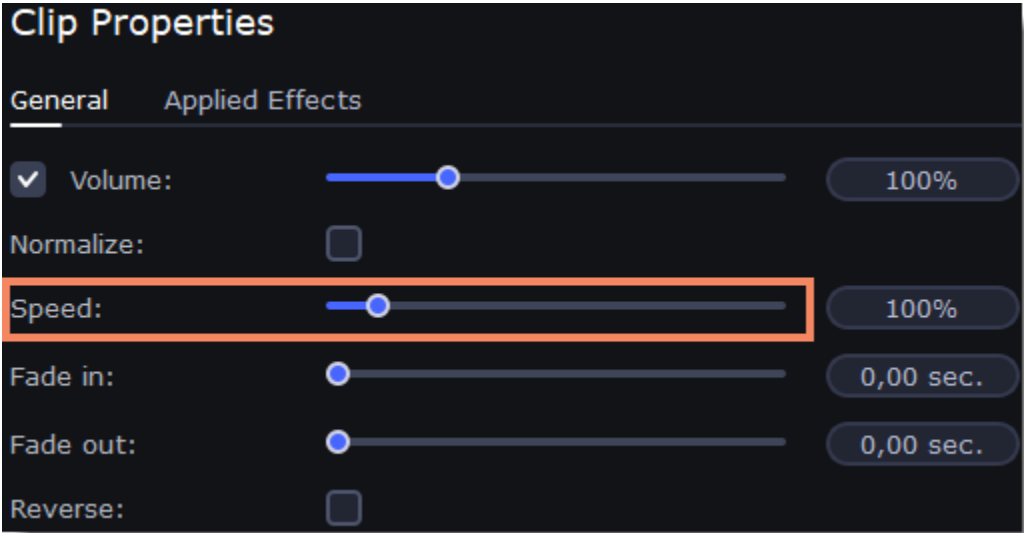 Clip Properties
General Applied Effects
Volume: 100%
Normalize:
Speed: 100%
Fade in: 0,00 sec.
Fade out: 0,00 sec.
Reverse: